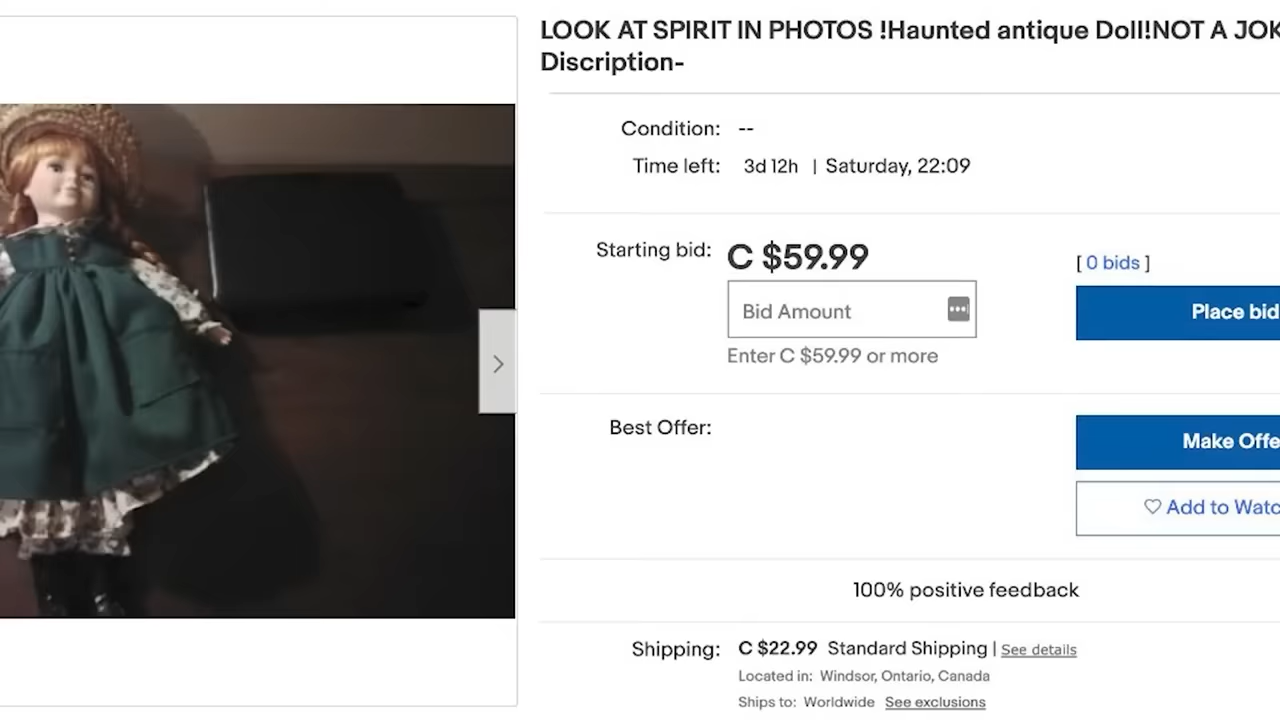 LOOK AT SPIRIT IN PHOTOS !Haunted antique Doll!NOT A JOK
Discription-
Condition: --
Time left: 3d 12h | Saturday, 22:09
Starting bid: C $59.99 [ 0 bids ]
Bid Amount Place bid
Enter C $59.99 or more
Best Offer: Make Offe
Add to Watc
100% positive feedback
Shipping: C $22.99 Standard Shipping | See details
Located in: Windsor, Ontario, Canada
Ships to: Worldwide See exclusions